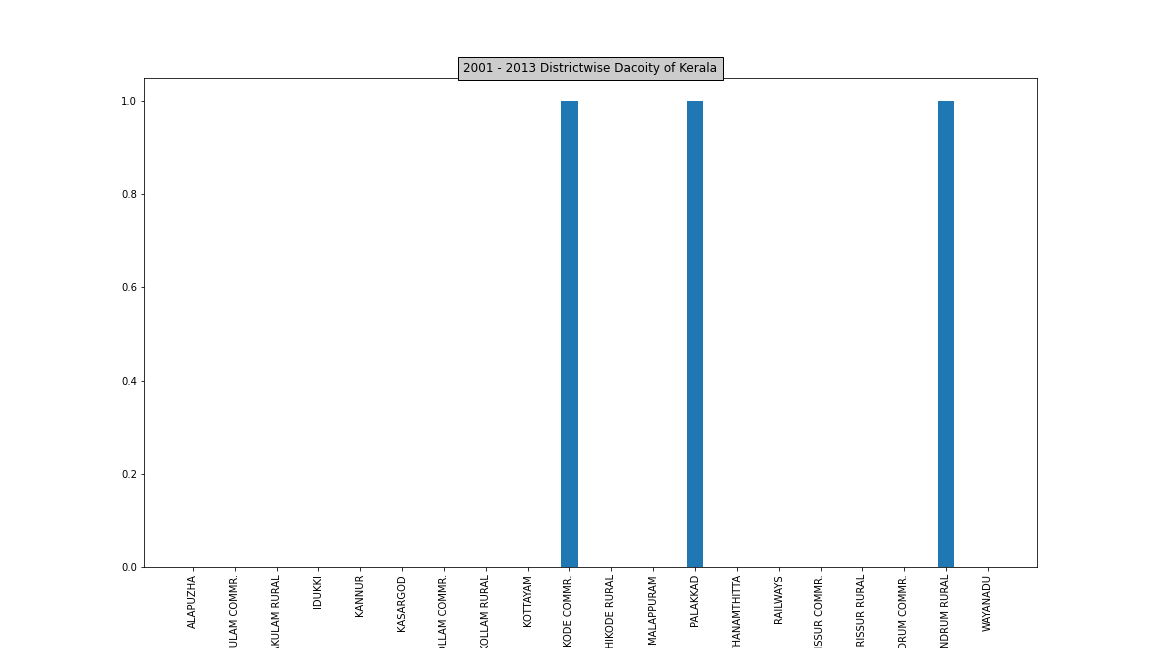 2001 - 2013 Districtwise Dacoity of Kerala
1.0
0.8
0.6
0.4
0.2
0.0
ALAPUZHA
ULAM COMMR.
AKULAM RURAL
IDUKKI
KANNUR
KASARGOD
OLLAM COMMR.
KOLLAM RURAL
KOTTAYAM
KODE COMMR.
HIKODE RURAL
MALAPPURAM
PALAKKAD
HANAMTHITTA
RAILWAYS
ISSUR COMMR.
RISSUR RURAL
DRUM COMMR.
NDRUM RURAL
WAYANADU